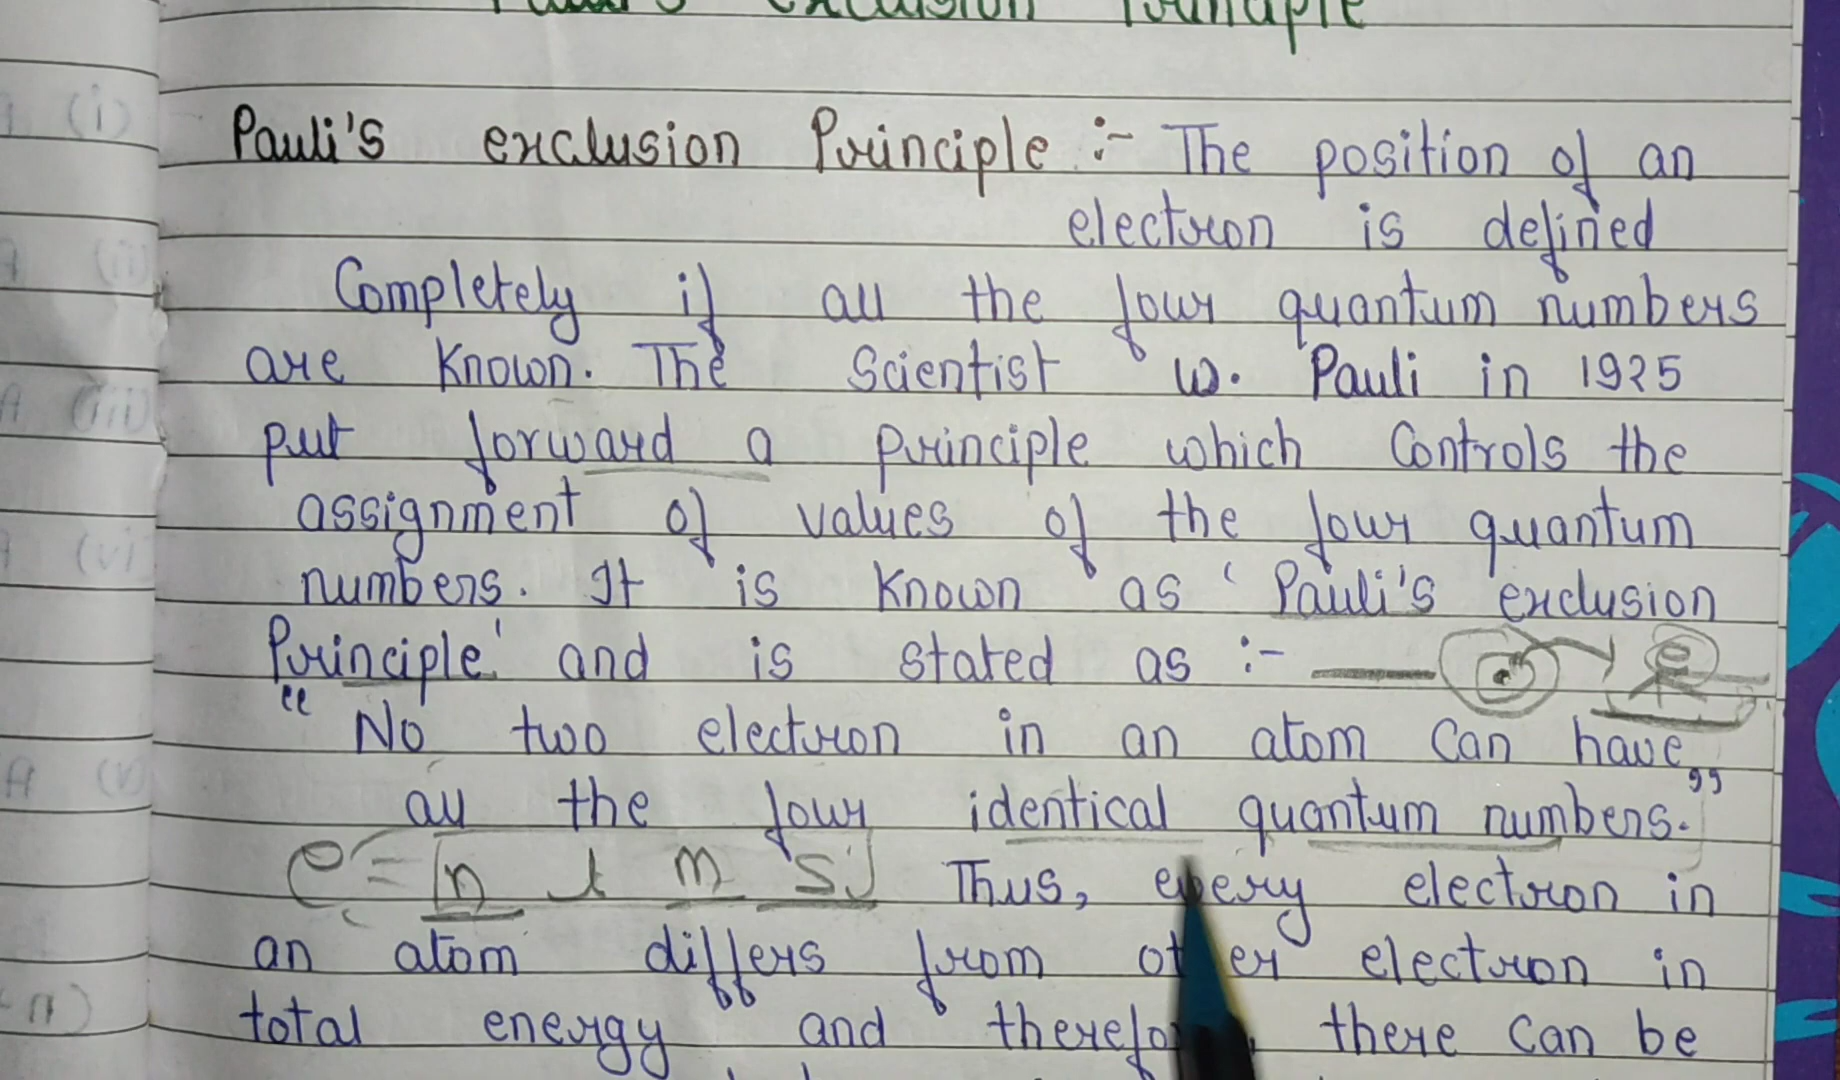 Pauli's exclusion Principle
Pauli's exclusion Principle :- The position of an
electron is defined
Completely if all the four quantum numbers
are Known. The Scientist W. Pauli in 1925
put forward a principle which Controls the
assignment of values of the four quantum
numbers. It is Known as 'Pauli's exclusion
Principle' and is stated as :-
"No two electron in an atom Can have
all the four identical quantum numbers."
e = n l m s Thus, every electron in
an atom differs from other electron in
total energy and there can be